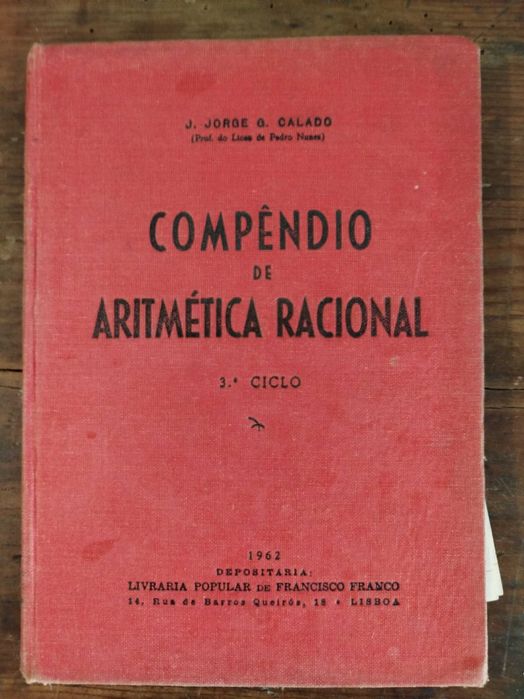 J. JORGE G. CALADO
(Prof. do Liceu de Pedro Nunes)
COMPÊNDIO
DE
ARITMÉTICA RACIONAL
3.º CICLO
1962
DEPOSITÁRIA:
LIVRARIA POPULAR DE FRANCISCO FRANCO
14, Rua de Barros Queirós, 18 • LISBOA